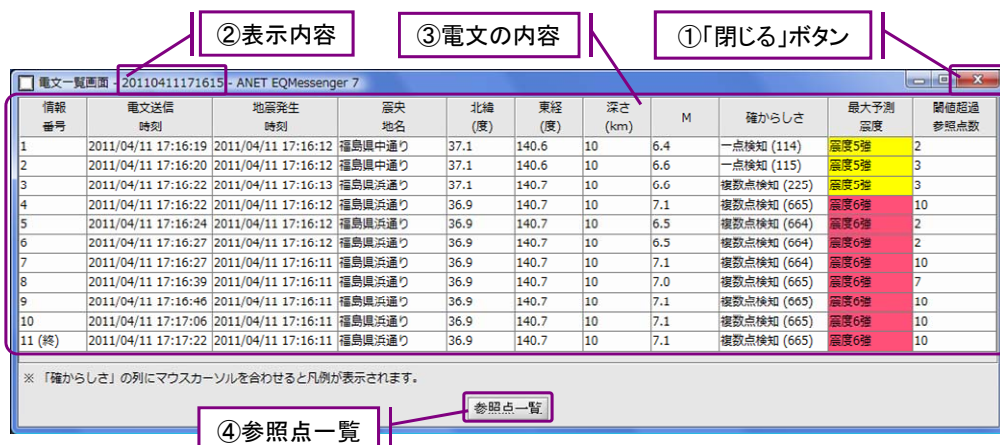 ②表示内容
③電文の内容
①「閉じる」ボタン
電文一覧画面 - 20110411171615 - ANET EQMessenger 7
情報番号 電文送信時刻 地震発生時刻 震央地名 北緯(度) 東経(度) 深さ(km) M 確からしさ 最大予測震度 閾値超過参照点数
1 2011/04/11 17:16:19 2011/04/11 17:16:12 福島県中通り 37.1 140.6 10 6.4 一点検知 (114) 震度5強 2
2 2011/04/11 17:16:20 2011/04/11 17:16:12 福島県中通り 37.1 140.6 10 6.6 一点検知 (115) 震度5強 3
3 2011/04/11 17:16:22 2011/04/11 17:16:13 福島県浜通り 37.1 140.7 10 6.6 複数点検知 (225) 震度5強 3
4 2011/04/11 17:16:22 2011/04/11 17:16:12 福島県浜通り 36.9 140.7 10 7.1 複数点検知 (665) 震度6強 10
5 2011/04/11 17:16:24 2011/04/11 17:16:12 福島県浜通り 36.9 140.7 10 6.5 複数点検知 (664) 震度6強 2
6 2011/04/11 17:16:27 2011/04/11 17:16:12 福島県浜通り 36.9 140.7 10 6.5 複数点検知 (664) 震度6強 2
7 2011/04/11 17:16:27 2011/04/11 17:16:11 福島県浜通り 36.9 140.7 10 7.1 複数点検知 (664) 震度6強 10
8 2011/04/11 17:16:39 2011/04/11 17:16:11 福島県浜通り 36.9 140.7 10 7.0 複数点検知 (665) 震度6強 7
9 2011/04/11 17:16:46 2011/04/11 17:16:11 福島県浜通り 36.9 140.7 10 7.1 複数点検知 (665) 震度6強 10
10 2011/04/11 17:17:06 2011/04/11 17:16:11 福島県浜通り 36.9 140.7 10 7.1 複数点検知 (665) 震度6強 10
11 (終) 2011/04/11 17:17:22 2011/04/11 17:16:11 福島県浜通り 36.9 140.7 10 7.1 複数点検知 (665) 震度6強 10
※ 「確からしさ」の列にマウスカーソルを合わせると凡例が表示されます。
参照点一覧
④参照点一覧